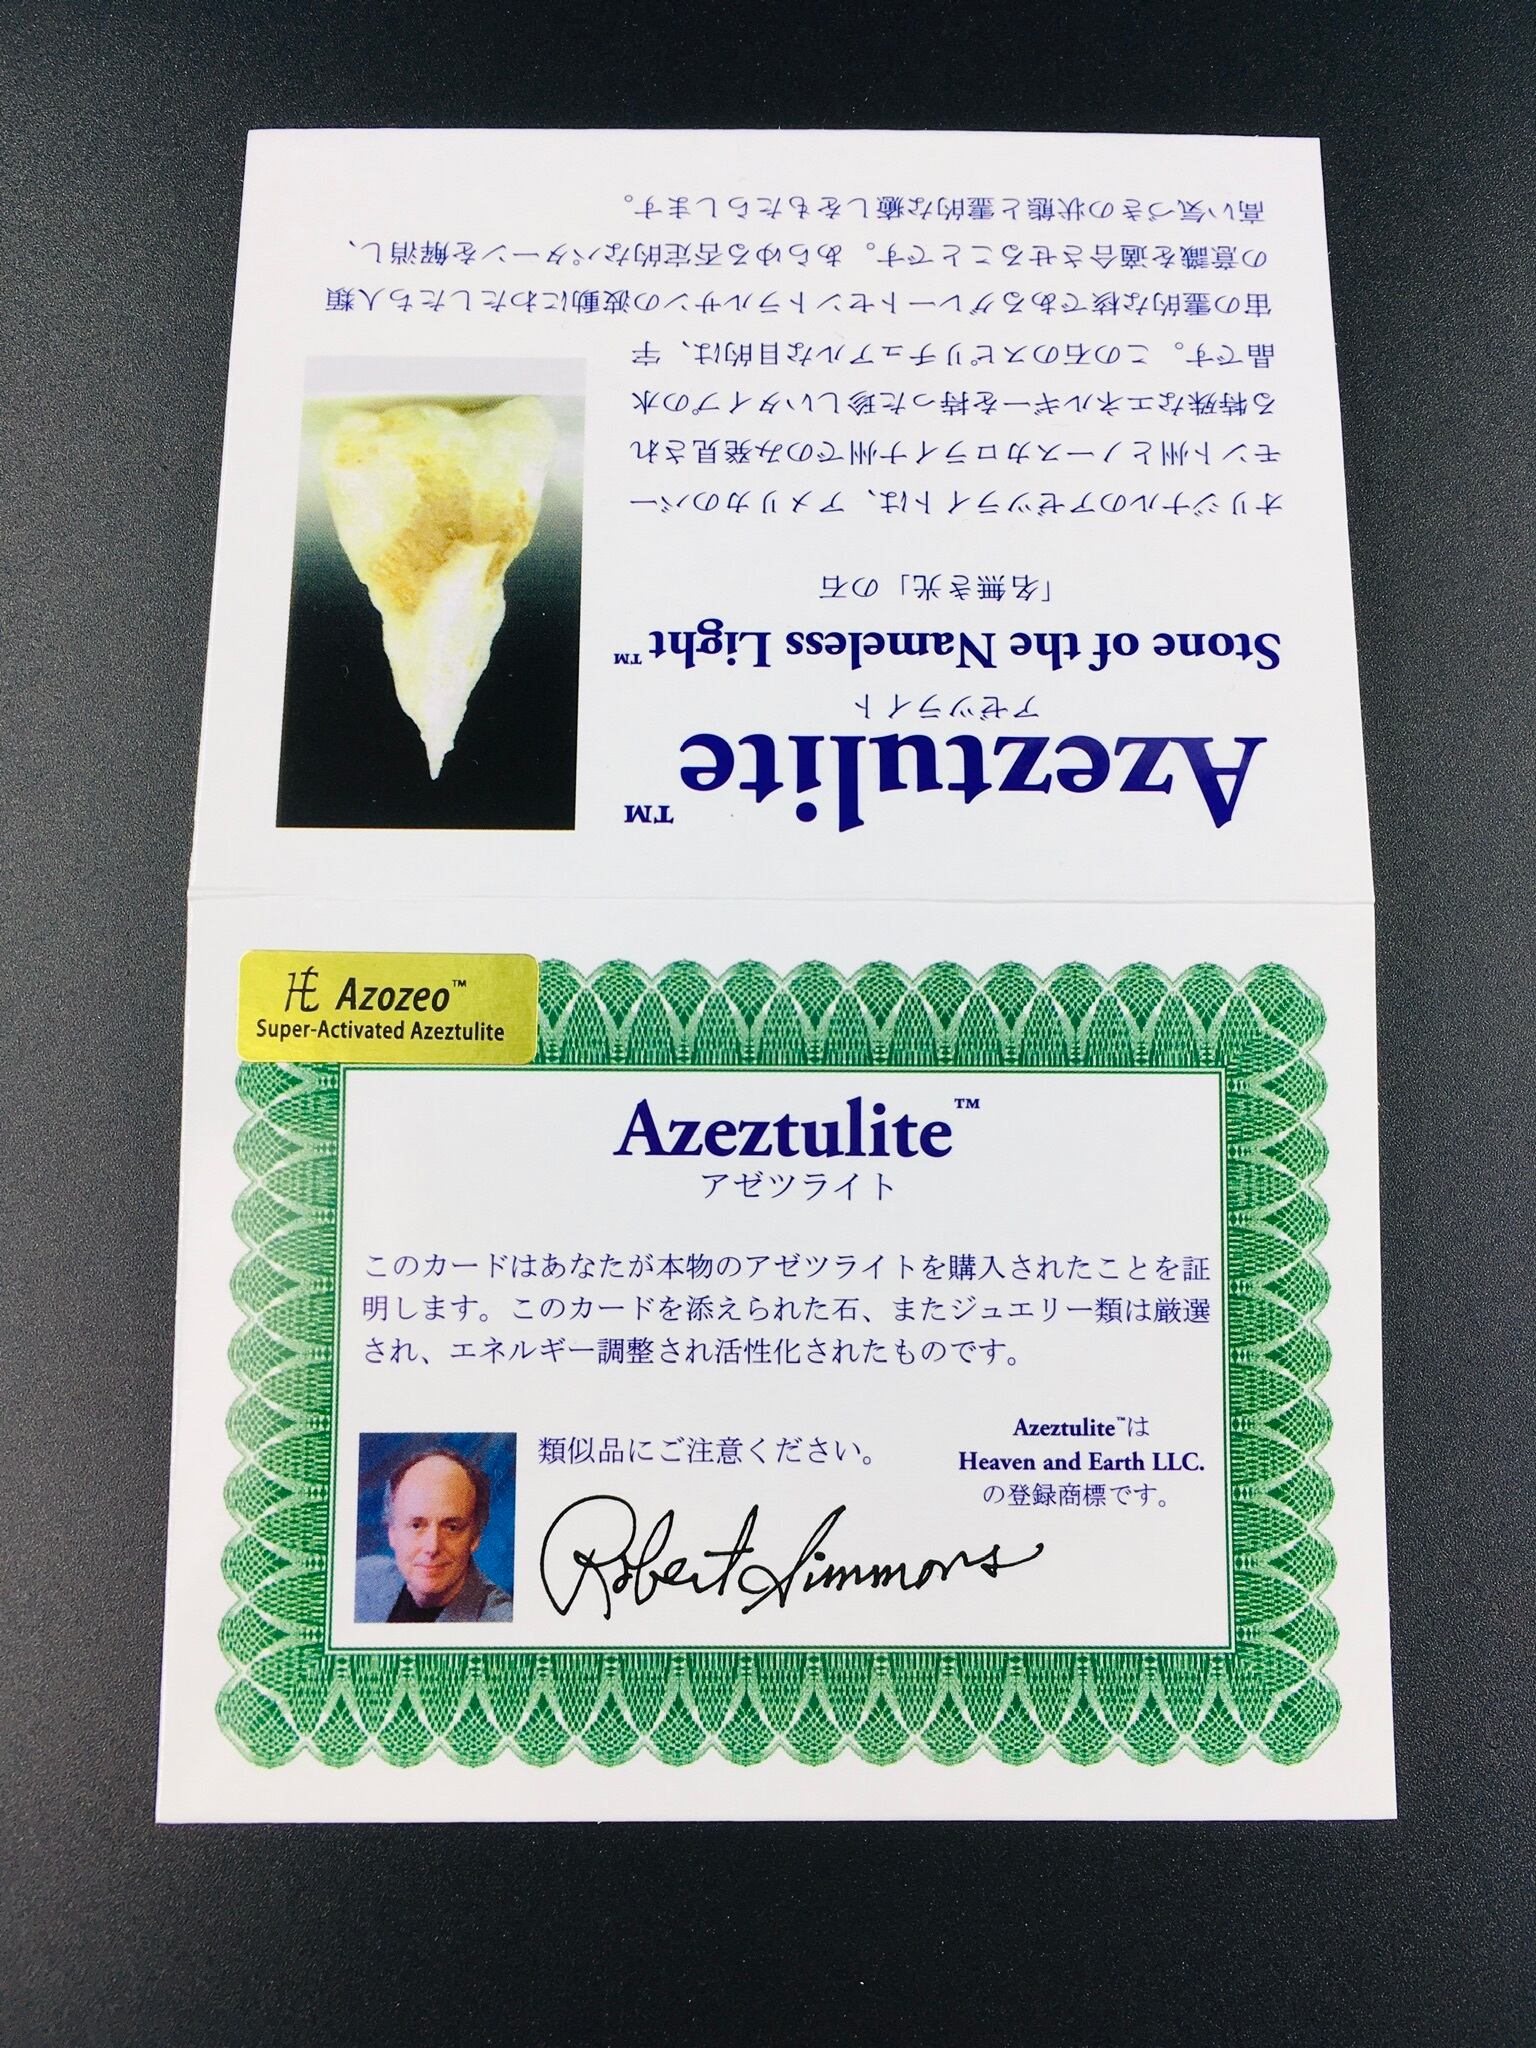 Azeztulite™
アゼツライト
Stone of the Nameless Light™
「名無き光」の石
オリジナルのアゼツライトは、アメリカのバー
モント州とノースカロライナ州でのみ発見され
る特殊なエネルギーを持った珍しいタイプの水
晶です。この石のスピリチュアルな目的は、宇
宙の霊的な核であるグレートセントラルサンの波動にわたしたち人類
の意識を適合させることです。あらゆる否定的なパターンを解消し、
高い気づきの状態と霊的な癒しをもたらします。
HE Azozeo™
Super-Activated Azeztulite
Azeztulite™
アゼツライト
このカードはあなたが本物のアゼツライトを購入されたことを証
明します。このカードを添えられた石、またジュエリー類は厳選
され、エネルギー調整され活性化されたものです。
類似品にご注意ください。
Robert Simmons
Azeztulite™は
Heaven and Earth LLC.
の登録商標です。